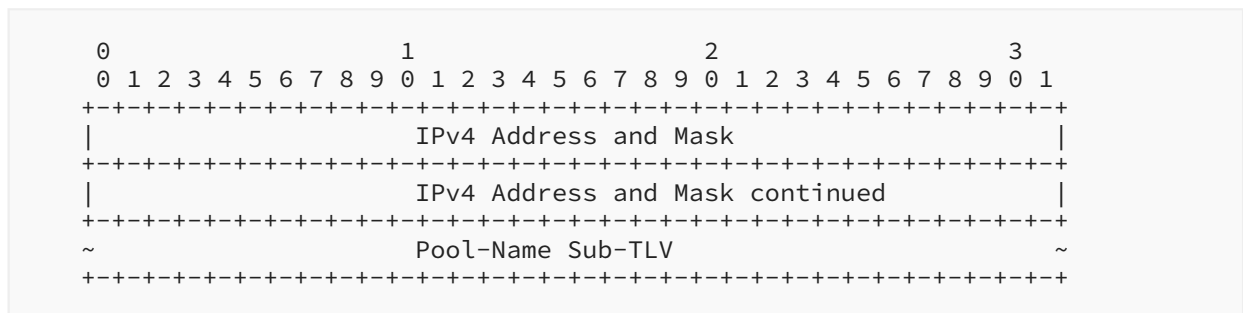 0                   1                   2                   3
 0 1 2 3 4 5 6 7 8 9 0 1 2 3 4 5 6 7 8 9 0 1 2 3 4 5 6 7 8 9 0 1
+-+-+-+-+-+-+-+-+-+-+-+-+-+-+-+-+-+-+-+-+-+-+-+-+-+-+-+-+-+-+-+-+
|                     IPv4 Address and Mask                     |
+-+-+-+-+-+-+-+-+-+-+-+-+-+-+-+-+-+-+-+-+-+-+-+-+-+-+-+-+-+-+-+-+
|                     IPv4 Address and Mask continued           |
+-+-+-+-+-+-+-+-+-+-+-+-+-+-+-+-+-+-+-+-+-+-+-+-+-+-+-+-+-+-+-+-+
~                     Pool-Name Sub-TLV                         ~
+-+-+-+-+-+-+-+-+-+-+-+-+-+-+-+-+-+-+-+-+-+-+-+-+-+-+-+-+-+-+-+-+